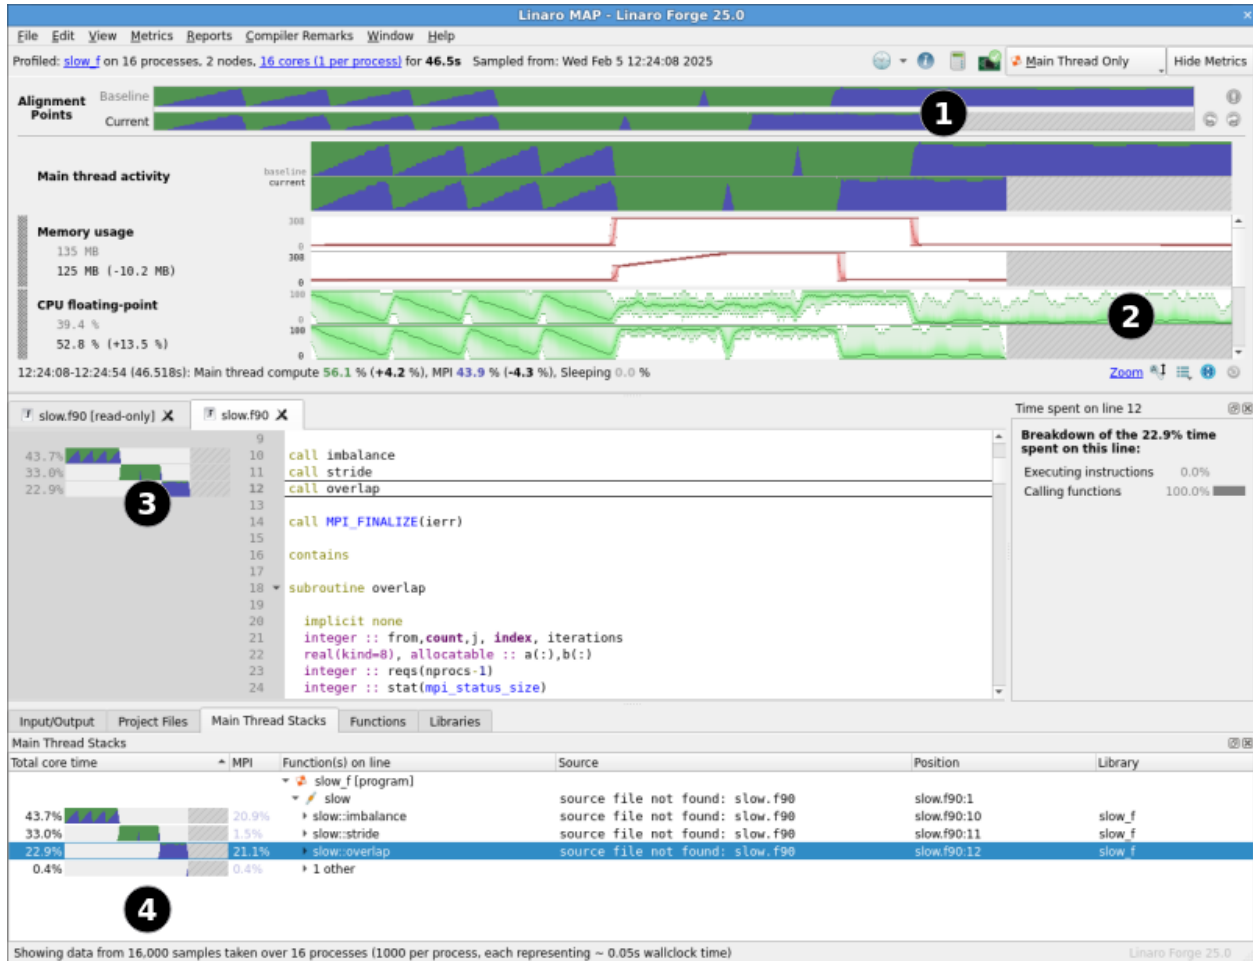 Linaro MAP - Linaro Forge 25.0
File Edit View Metrics Reports Compiler Remarks Window Help
Profiled: slow_f on 16 processes, 2 nodes, 16 cores (1 per process) for 46.5s Sampled from: Wed Feb 5 12:24:08 2025
Main Thread Only
Hide Metrics
Alignment Points
Baseline
Current
1
Main thread activity
baseline
current
Memory usage
135 MB
125 MB (-10.2 MB)
308
0
308
0
CPU floating-point
39.4 %
52.8 % (+13.5 %)
100
0
100
0
2
12:24:08-12:24:54 (46.518s): Main thread compute 56.1 % (+4.2 %), MPI 43.9 % (-4.3 %), Sleeping 0.0 %
Zoom
slow.f90 [read-only]
slow.f90
43.7%
33.0%
22.9%
3
9
10 call imbalance
11 call stride
12 call overlap
13
14 call MPI_FINALIZE(ierr)
15
16 contains
17
18 subroutine overlap
19
20 implicit none
21 integer :: from,count,j, index, iterations
22 real(kind=8), allocatable :: a(:),b(:)
23 integer :: reqs(nprocs-1)
24 integer :: stat(mpi_status_size)
Time spent on line 12
Breakdown of the 22.9% time
spent on this line:
Executing instructions 0.0%
Calling functions 100.0%
Input/Output Project Files Main Thread Stacks Functions Libraries
Main Thread Stacks
Total core time MPI Function(s) on line Source Position Library
slow_f [program]
slow source file not found: slow.f90 slow.f90:1
43.7% 20.9% slow::imbalance source file not found: slow.f90 slow.f90:10 slow_f
33.0% 1.5% slow::stride source file not found: slow.f90 slow.f90:11 slow_f
22.9% 21.1% slow::overlap source file not found: slow.f90 slow.f90:12 slow_f
0.4% 0.4% 1 other
4
Showing data from 16,000 samples taken over 16 processes (1000 per process, each representing ~ 0.05s wallclock time)
Linaro Forge 25.0